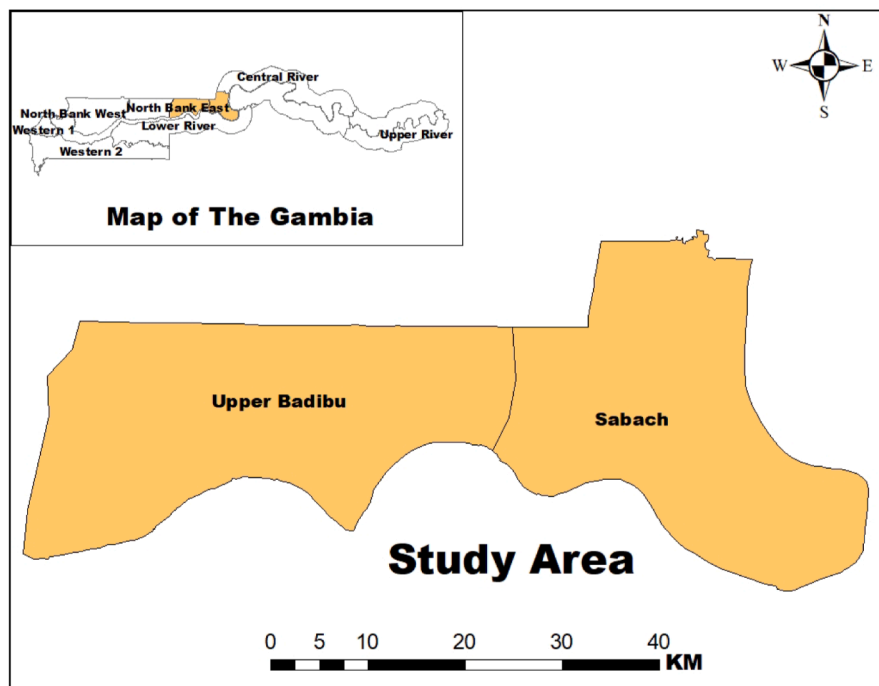 N
W E
S
Central River
North Bank West
North Bank East
Western 1
Lower River
Upper River
Western 2
Map of The Gambia
Upper Badibu
Sabach
Study Area
0 5 10 20 30 40
KM